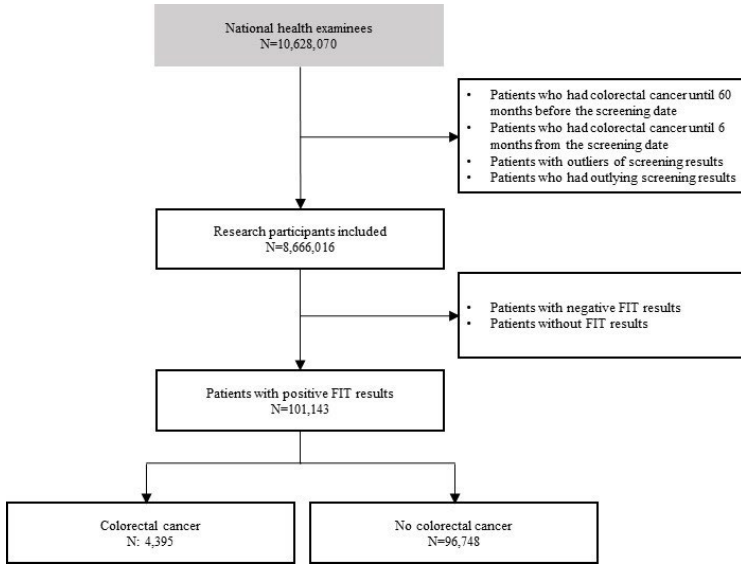 National health examinees
N=10,628,070
• Patients who had colorectal cancer until 60
months before the screening date
• Patients who had colorectal cancer until 6
months from the screening date
• Patients with outliers of screening results
• Patients who had outlying screening results
Research participants included
N=8,666,016
• Patients with negative FIT results
• Patients without FIT results
Patients with positive FIT results
N=101,143
Colorectal cancer
N: 4,395
No colorectal cancer
N=96,748